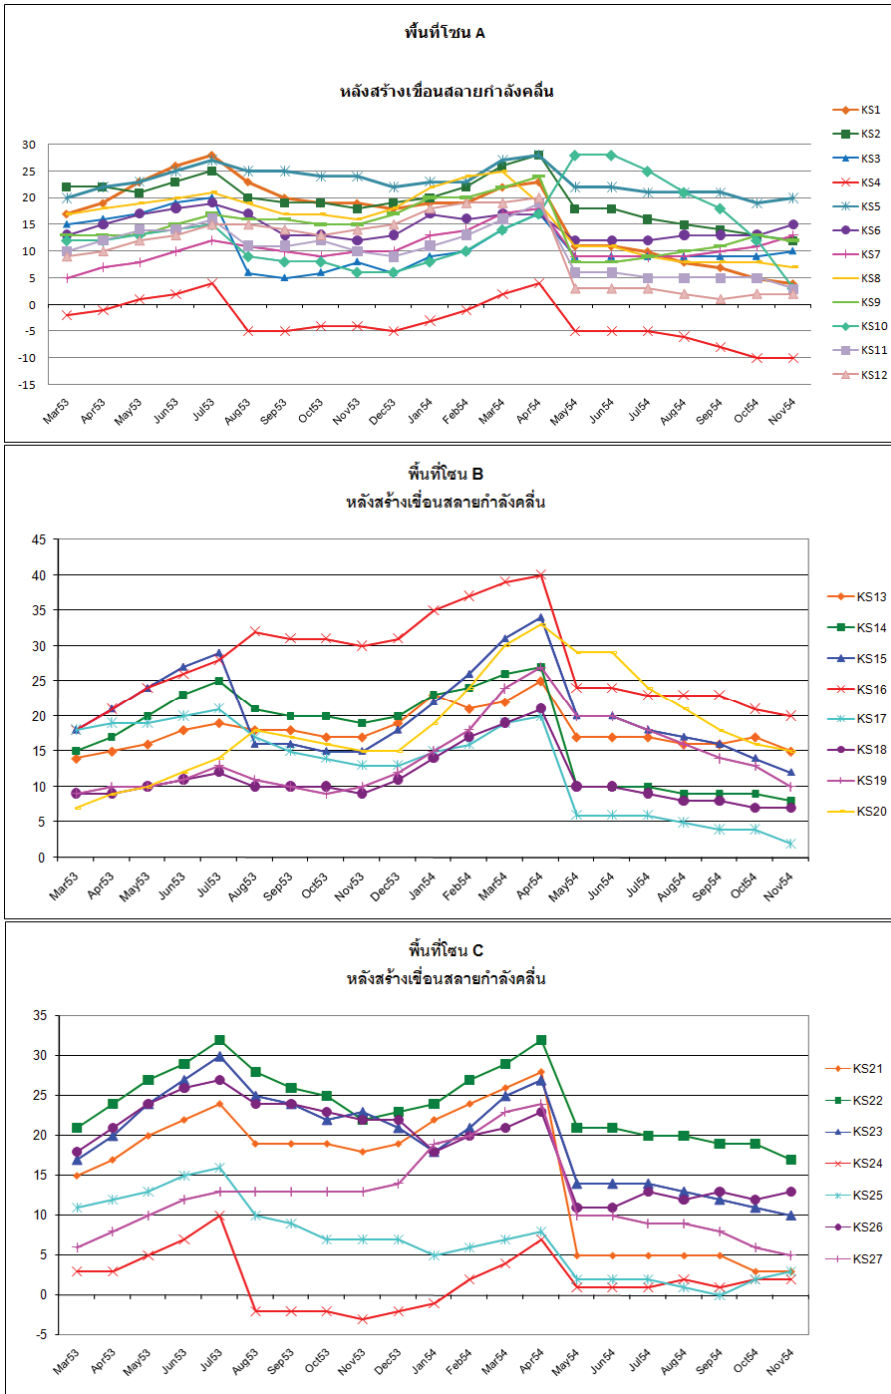 พื้นที่โซน A
หลังสร้างเขื่อนสลายกำลังคลื่น
30
25
20
15
10
5
0
-5
-10
-15
Mar53 Apr53 May53 Jun53 Jul53 Aug53 Sep53 Oct53 Nov53 Dec53 Jan54 Feb54 Mar54 Apr54 May54 Jun54 Jul54 Aug54 Sep54 Oct54 Nov54
KS1
KS2
KS3
KS4
KS5
KS6
KS7
KS8
KS9
KS10
KS11
KS12
พื้นที่โซน B
หลังสร้างเขื่อนสลายกำลังคลื่น
45
40
35
30
25
20
15
10
5
0
Mar53 Apr53 May53 Jun53 Jul53 Aug53 Sep53 Oct53 Nov53 Dec53 Jan54 Feb54 Mar54 Apr54 May54 Jun54 Jul54 Aug54 Sep54 Oct54 Nov54
KS13
KS14
KS15
KS16
KS17
KS18
KS19
KS20
พื้นที่โซน C
หลังสร้างเขื่อนสลายกำลังคลื่น
35
30
25
20
15
10
5
0
-5
Mar53 Apr53 May53 Jun53 Jul53 Aug53 Sep53 Oct53 Nov53 Dec53 Jan54 Feb54 Mar54 Apr54 May54 Jun54 Jul54 Aug54 Sep54 Oct54 Nov54
KS21
KS22
KS23
KS24
KS25
KS26
KS27